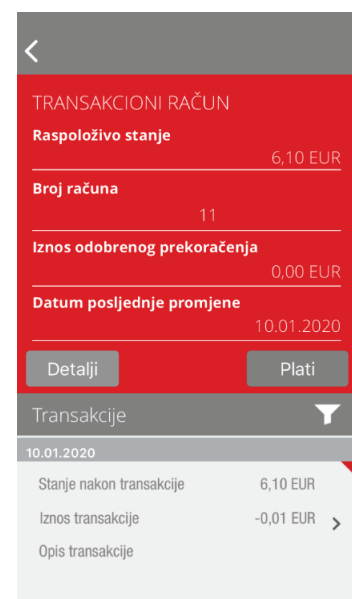 TRANSAKCIONI RAČUN
Raspoloživo stanje
6,10 EUR
Broj računa
11
Iznos odobrenog prekoračenja
0,00 EUR
Datum posljednje promjene
10.01.2020
Detalji Plati
Transakcije
10.01.2020
Stanje nakon transakcije 6,10 EUR
Iznos transakcije -0,01 EUR
Opis transakcije